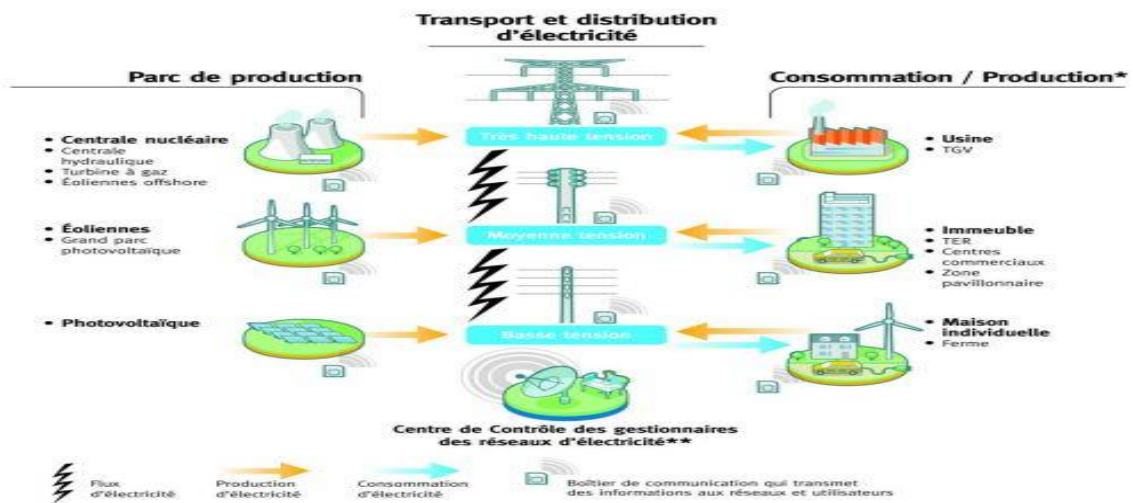 Transport et distribution
d'électricité
Parc de production
Consommation / Production*
• Centrale nucléaire
• Centrale
hydraulique
• Turbine à gaz
• Éoliennes offshore
Très haute tension
• Usine
• TGV
• Éoliennes
• Grand parc
photovoltaïque
Moyenne tension
• Immeuble
• TER
• Centres
commerciaux
• Zone
pavillonnaire
• Photovoltaïque
Basse tension
• Maison
individuelle
• Ferme
Centre de Contrôle des gestionnaires
des réseaux d'électricité**
Flux
d'électricité
Production
d'électricité
Consommation
d'électricité
Boîtier de communication qui transmet
des informations aux réseaux et utilisateurs